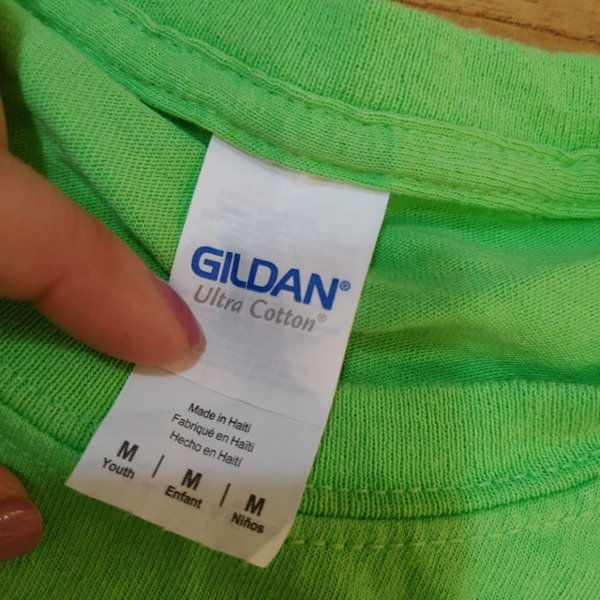 GILDAN®
Ultra Cotton®
Made in Haiti
Fabriqué en Haïti
Hecho en Haití
M | M | M
Youth Enfant Niños